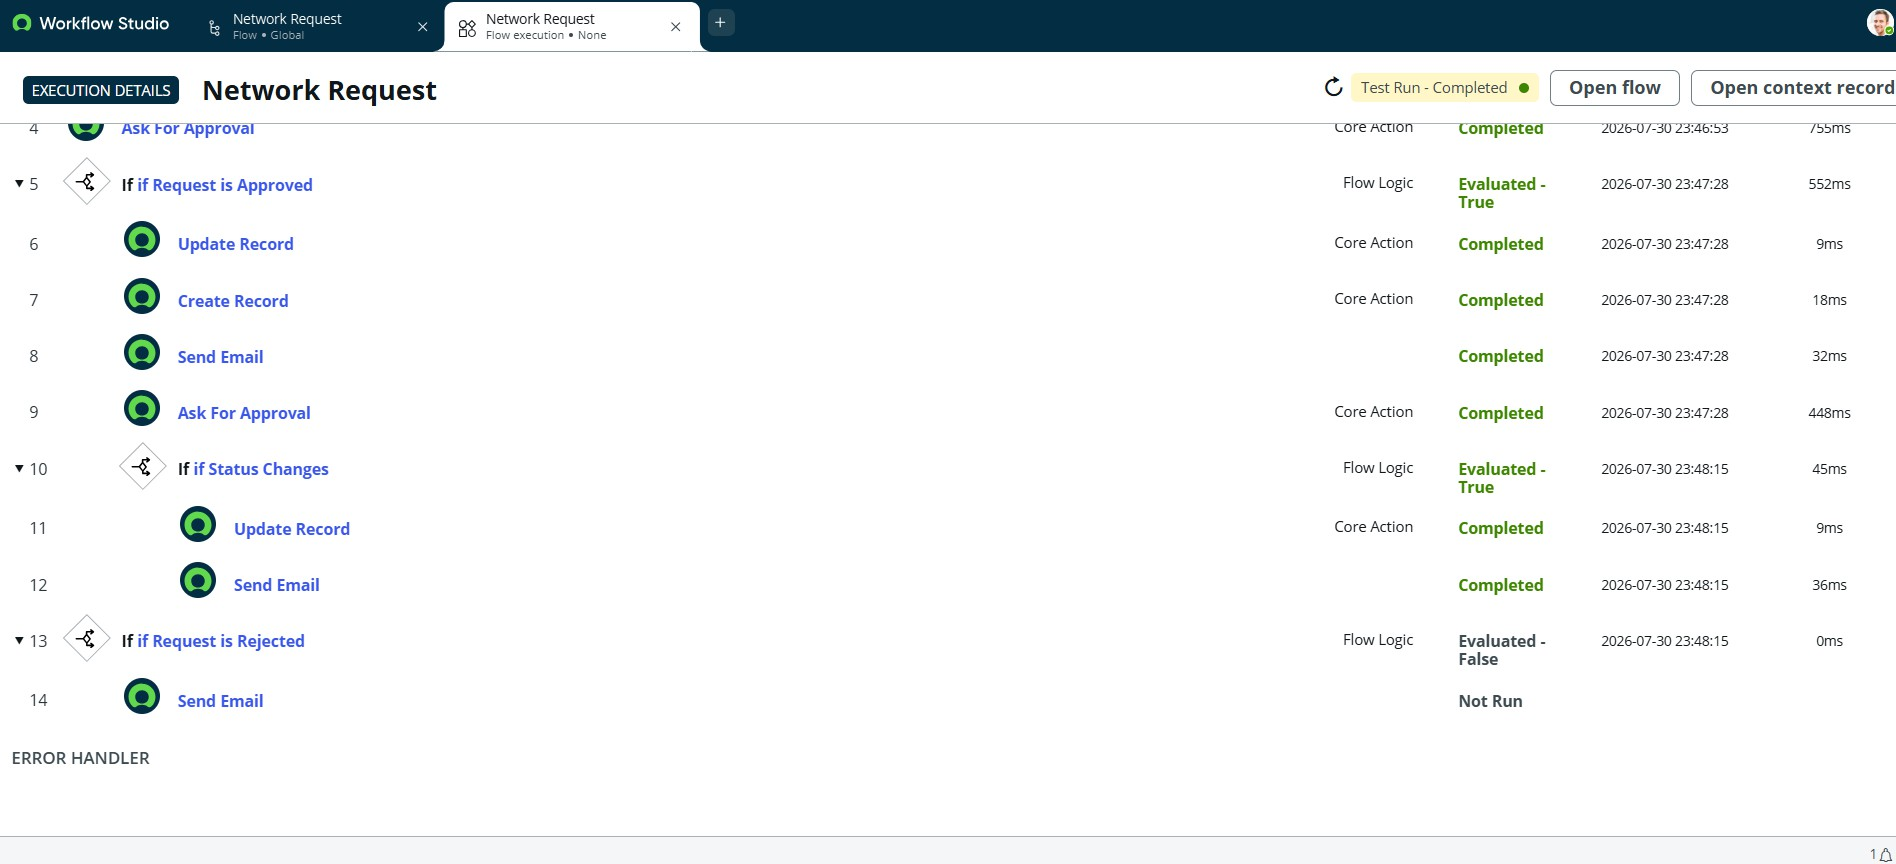 Workflow Studio
Network Request
Flow • Global
Network Request
Flow execution • None
EXECUTION DETAILS
Network Request
Test Run - Completed
Open flow
Open context record
4 Ask For Approval Core Action Completed 2026-07-30 23:46:53 755ms
5 If if Request is Approved Flow Logic Evaluated - True 2026-07-30 23:47:28 552ms
6 Update Record Core Action Completed 2026-07-30 23:47:28 9ms
7 Create Record Core Action Completed 2026-07-30 23:47:28 18ms
8 Send Email Completed 2026-07-30 23:47:28 32ms
9 Ask For Approval Core Action Completed 2026-07-30 23:47:28 448ms
10 If if Status Changes Flow Logic Evaluated - True 2026-07-30 23:48:15 45ms
11 Update Record Core Action Completed 2026-07-30 23:48:15 9ms
12 Send Email Completed 2026-07-30 23:48:15 36ms
13 If if Request is Rejected Flow Logic Evaluated - False 2026-07-30 23:48:15 0ms
14 Send Email Not Run
ERROR HANDLER
1